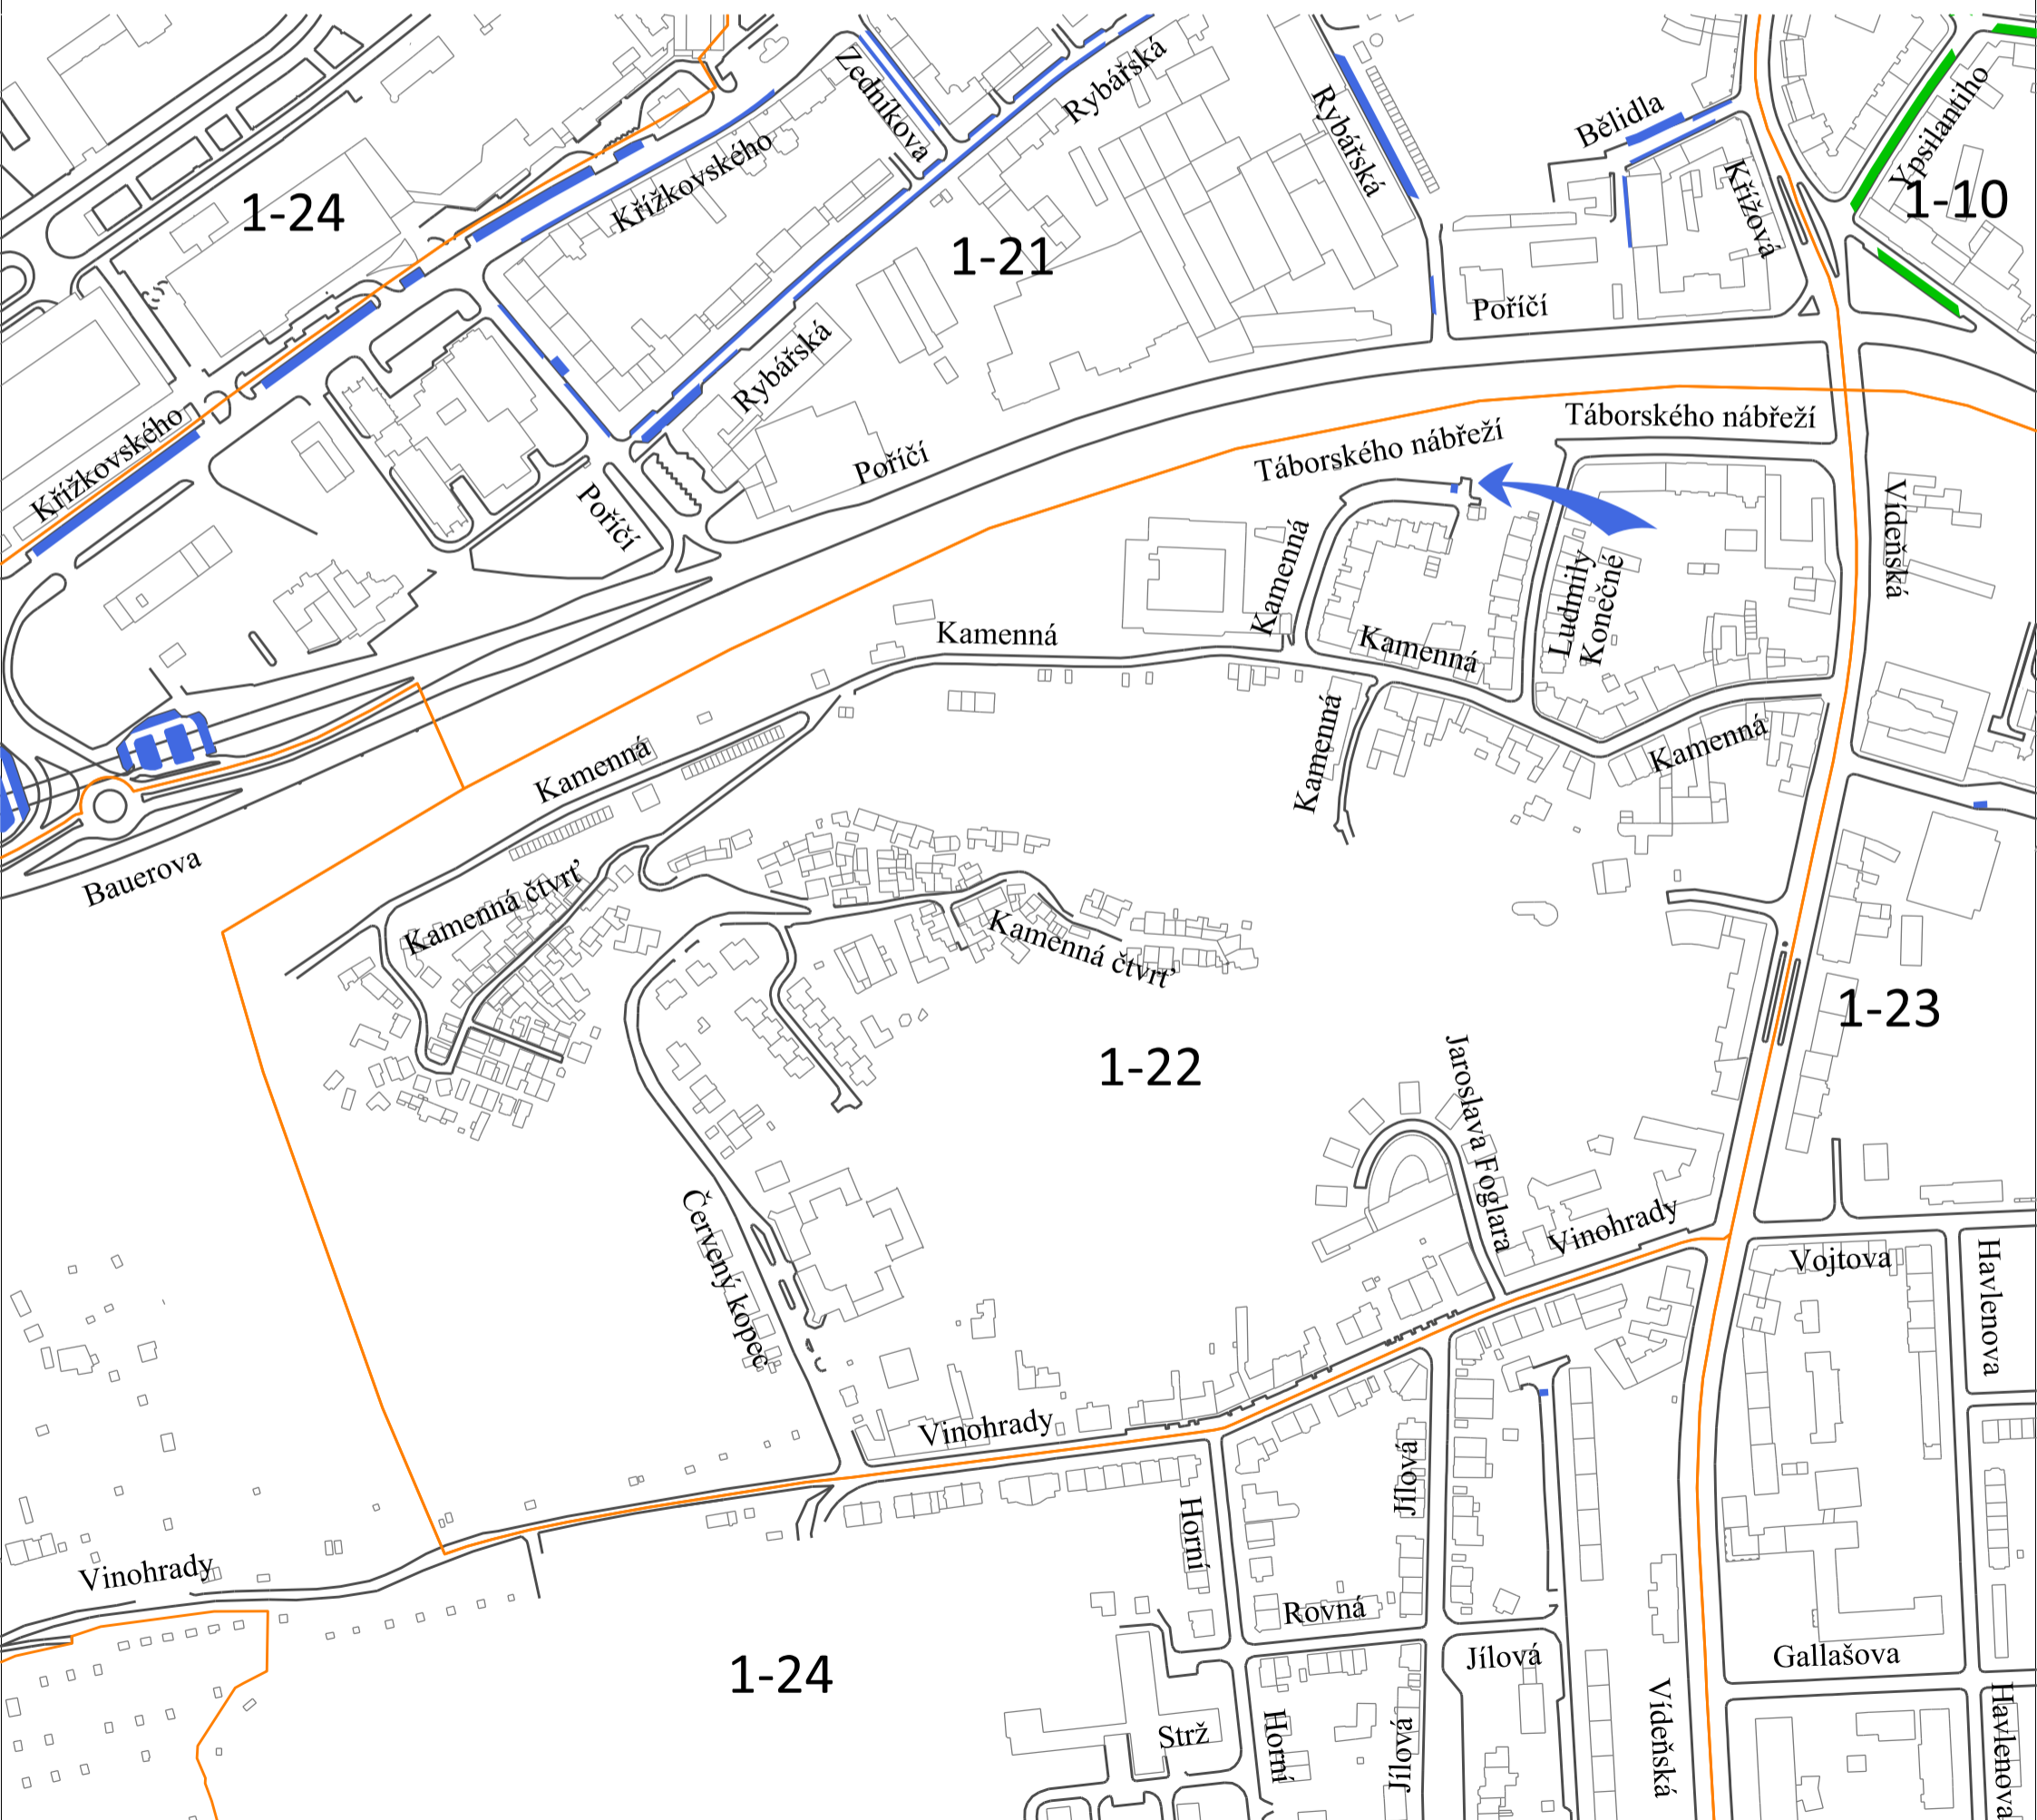 Zedníkova
Rybářská
Rybářská
Bělidla
Ypsilantiho
Křížkovského
Křížová
1-24
1-10
1-21
Poříčí
Rybářská
Křížkovského
Táborského nábřeží
Táborského nábřeží
Poříčí
Poříčí
Vídeňská
Kamenná
Ludmily
Konečné
Kamenná
Kamenná
Kamenná
Kamenná
Kamenná
Bauerova
Kamenná čtvrť
Kamenná čtvrť
1-23
1-22
Jaroslava Foglara
Červený kopec
Vinohrady
Vojtova
Havlenova
Vinohrady
Jílová
Horní
Vinohrady
Rovná
Jílová
Gallašova
1-24
Vídeňská
Strž
Horní
Jílová
Havlenova